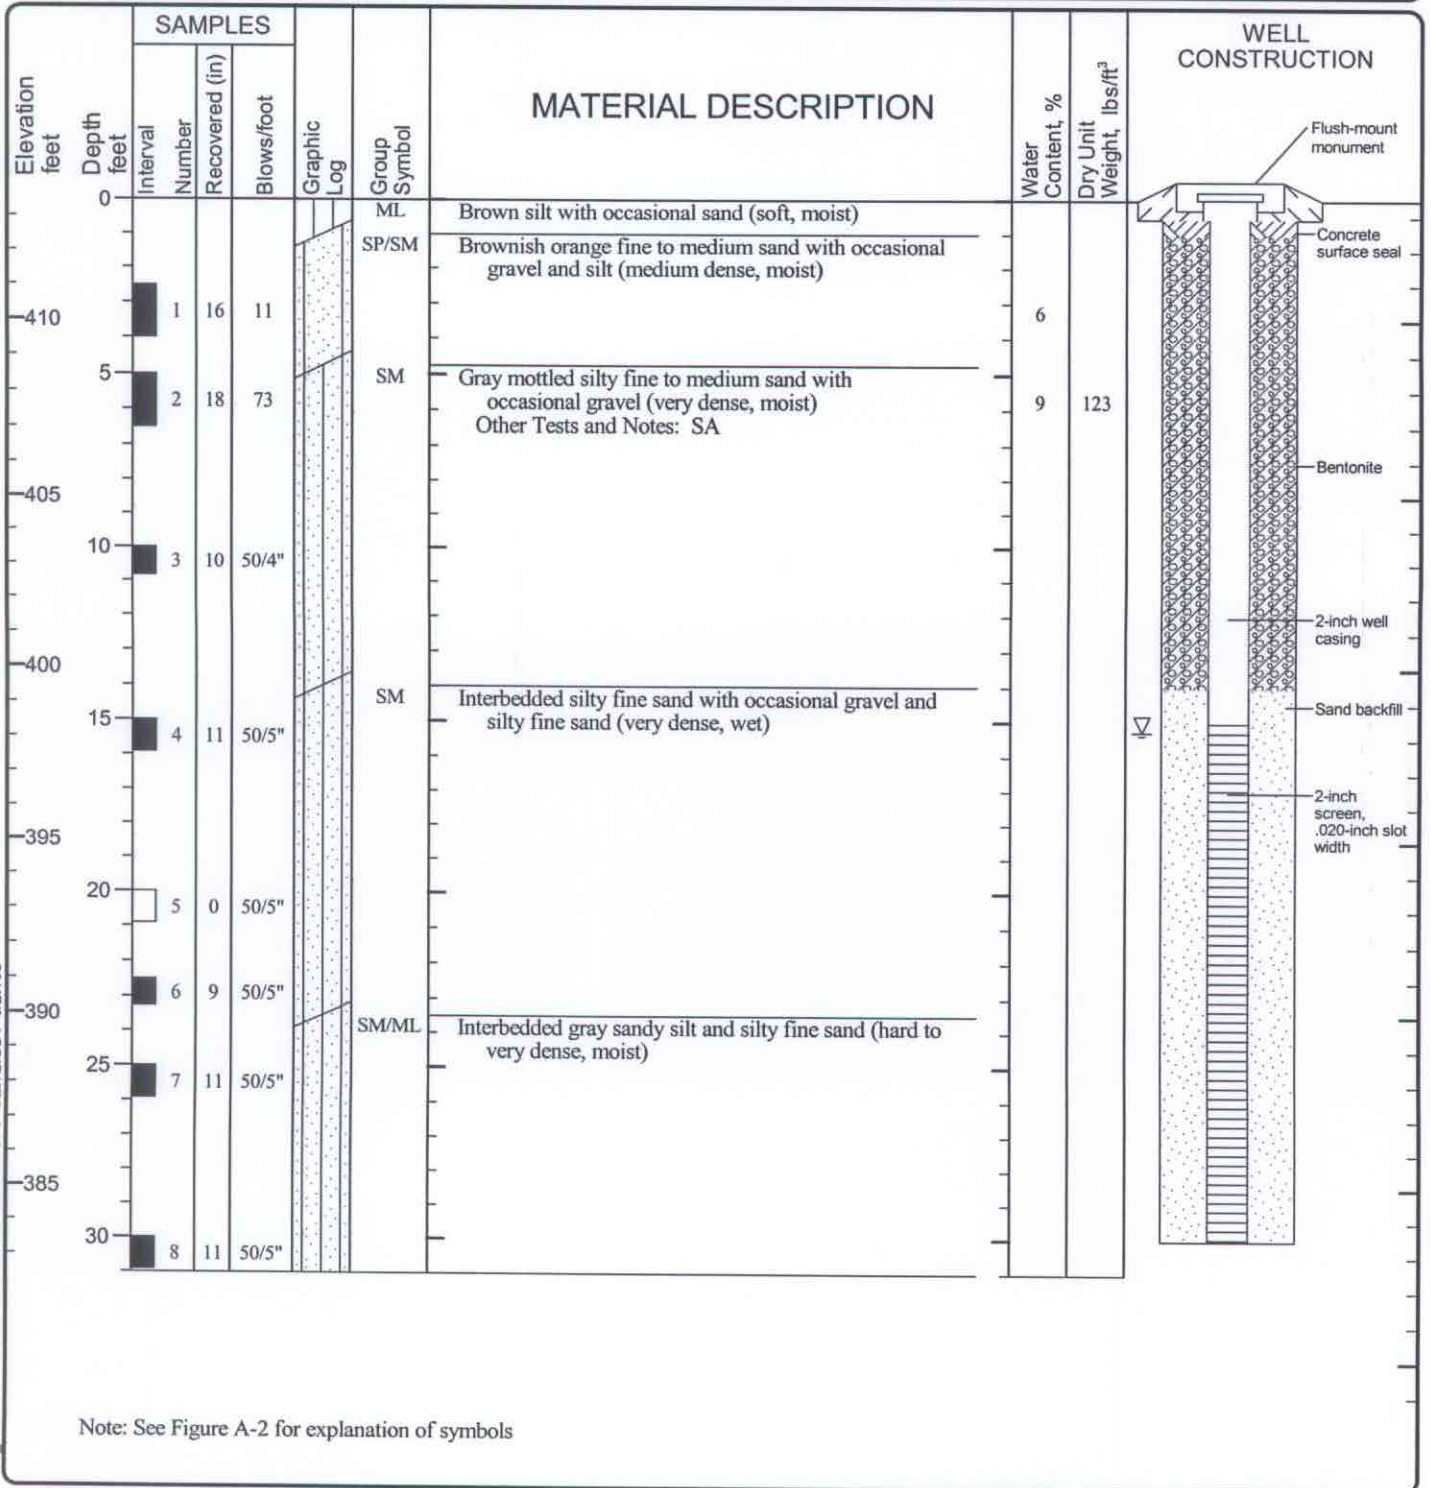 SAMPLES
Elevation
feet
Depth
feet
Interval
Number
Recovered (in)
Blows/foot
Graphic
Log
Group
Symbol
MATERIAL DESCRIPTION
Water
Content, %
Dry Unit
Weight, lbs/ft³
WELL
CONSTRUCTION
Flush-mount
monument
0
ML
Brown silt with occasional sand (soft, moist)
SP/SM
Brownish orange fine to medium sand with occasional
gravel and silt (medium dense, moist)
Concrete
surface seal
410
1 16 11
6
5
SM
Gray mottled silty fine to medium sand with
occasional gravel (very dense, moist)
Other Tests and Notes: SA
2 18 73
9 123
Bentonite
405
10
3 10 50/4"
2-inch well
casing
400
SM
Interbedded silty fine sand with occasional gravel and
silty fine sand (very dense, wet)
Sand backfill
15
4 11 50/5"
2-inch
screen,
.020-inch slot
width
395
20
5 0 50/5"
6 9 50/5"
390
SM/ML
Interbedded gray sandy silt and silty fine sand (hard to
very dense, moist)
25
7 11 50/5"
385
30
8 11 50/5"
Note: See Figure A-2 for explanation of symbols